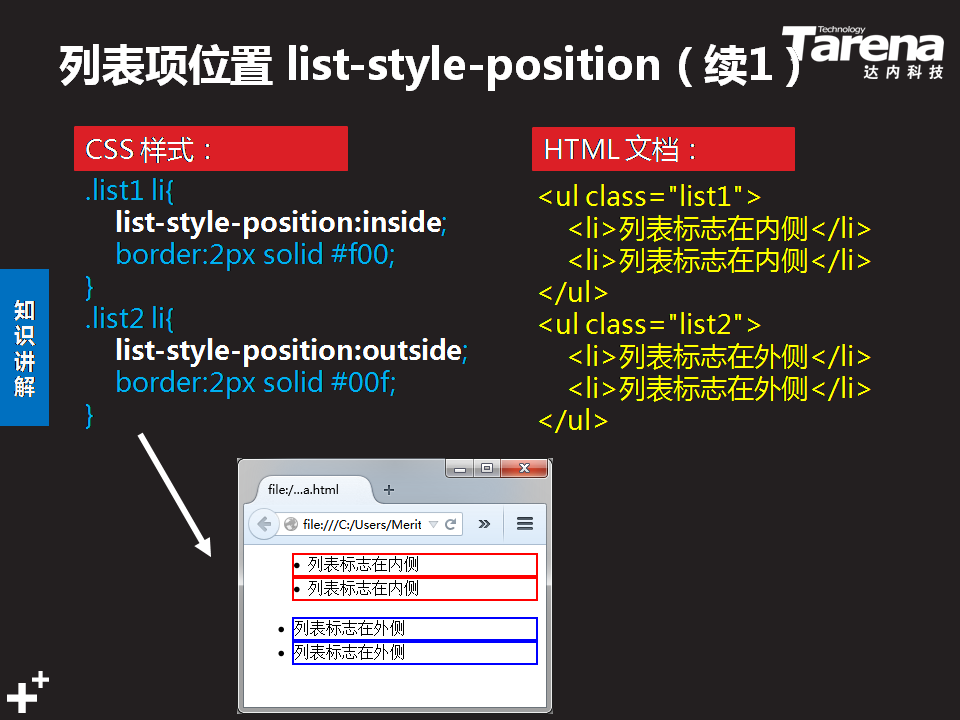 列表项位置 list-style-position（续1）
Technology
Tarena
达内科技
CSS 样式：
.list1 li{
list-style-position:inside;
border:2px solid #f00;
}
.list2 li{
list-style-position:outside;
border:2px solid #00f;
}
HTML 文档：
<ul class="list1">
<li>列表标志在内侧</li>
<li>列表标志在内侧</li>
</ul>
<ul class="list2">
<li>列表标志在外侧</li>
<li>列表标志在外侧</li>
</ul>
知识讲解
file:/...a.html
file:///C:/Users/Merit
• 列表标志在内侧
• 列表标志在内侧
• 列表标志在外侧
• 列表标志在外侧